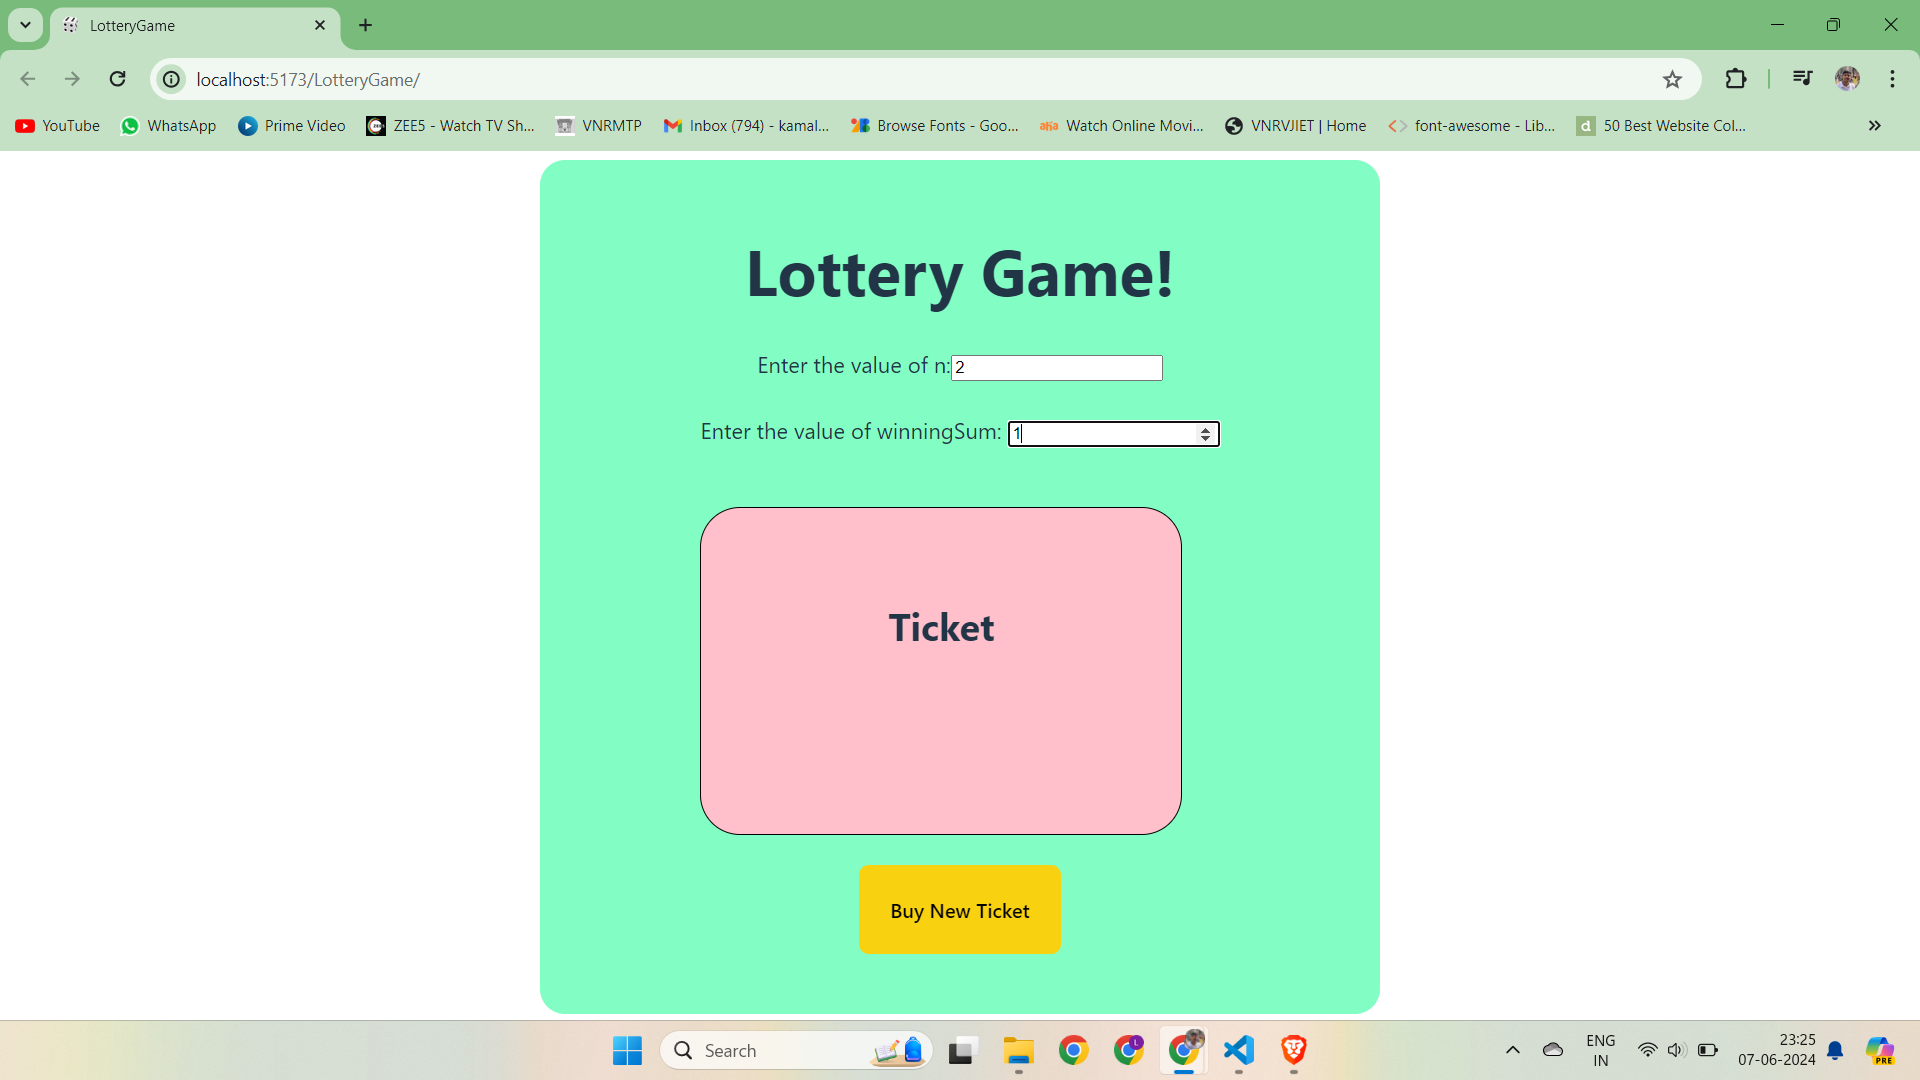 LotteryGame
localhost:5173/LotteryGame/
YouTube WhatsApp Prime Video ZEE5 - Watch TV Sh... VNRMTP Inbox (794) - kamal... Browse Fonts - Goo... aha Watch Online Movi... VNRVJIET | Home font-awesome - Lib... d 50 Best Website Col...
Lottery Game!
Enter the value of n: 2
Enter the value of winningSum: 1
Ticket
Buy New Ticket
Search
L
ENG
IN
23:25
07-06-2024
PRE